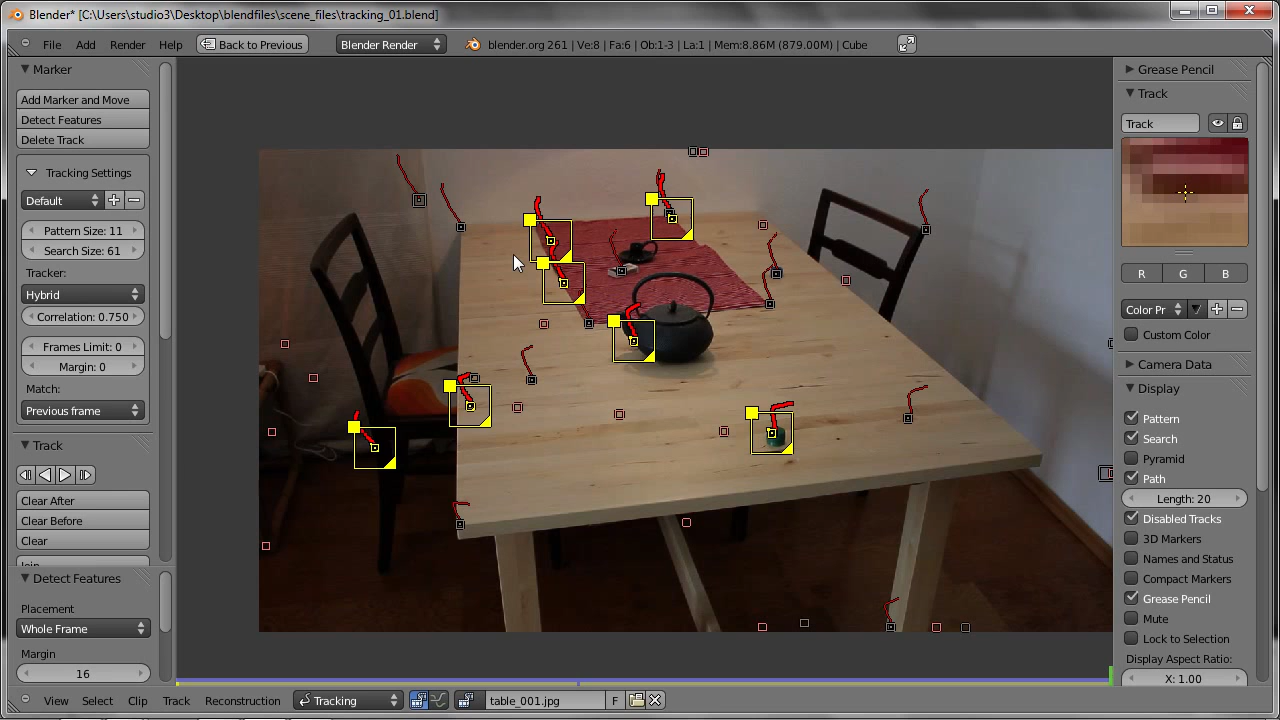 Blender* [C:\Users\studio3\Desktop\blendfiles\scene_files\tracking_01.blend]
File Add Render Help Back to Previous Blender Render blender.org 261 | Ve:8 | Fa:6 | Ob:1-3 | La:1 | Mem:8.86M (879.00M) | Cube
Marker
Add Marker and Move
Detect Features
Delete Track
Tracking Settings
Default
Pattern Size: 11
Search Size: 61
Tracker:
Hybrid
Correlation: 0.750
Frames Limit: 0
Margin: 0
Match:
Previous frame
Track
Clear After
Clear Before
Clear
Join
Detect Features
Placement
Whole Frame
Margin
16
Grease Pencil
Track
Track
R G B
Color Pr
Custom Color
Camera Data
Display
Pattern
Search
Pyramid
Path
Length: 20
Disabled Tracks
3D Markers
Names and Status
Compact Markers
Grease Pencil
Mute
Lock to Selection
Display Aspect Ratio:
X: 1.00
View Select Clip Track Reconstruction Tracking table_001.jpg F